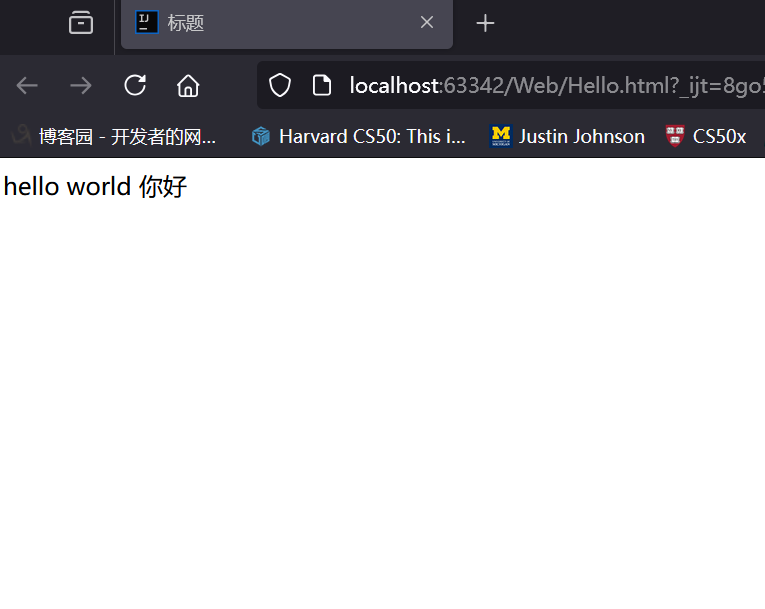 标题
localhost:63342/Web/Hello.html?_ijt=8go
博客园 - 开发者的网... Harvard CS50: This i... Justin Johnson CS50x
hello world 你好